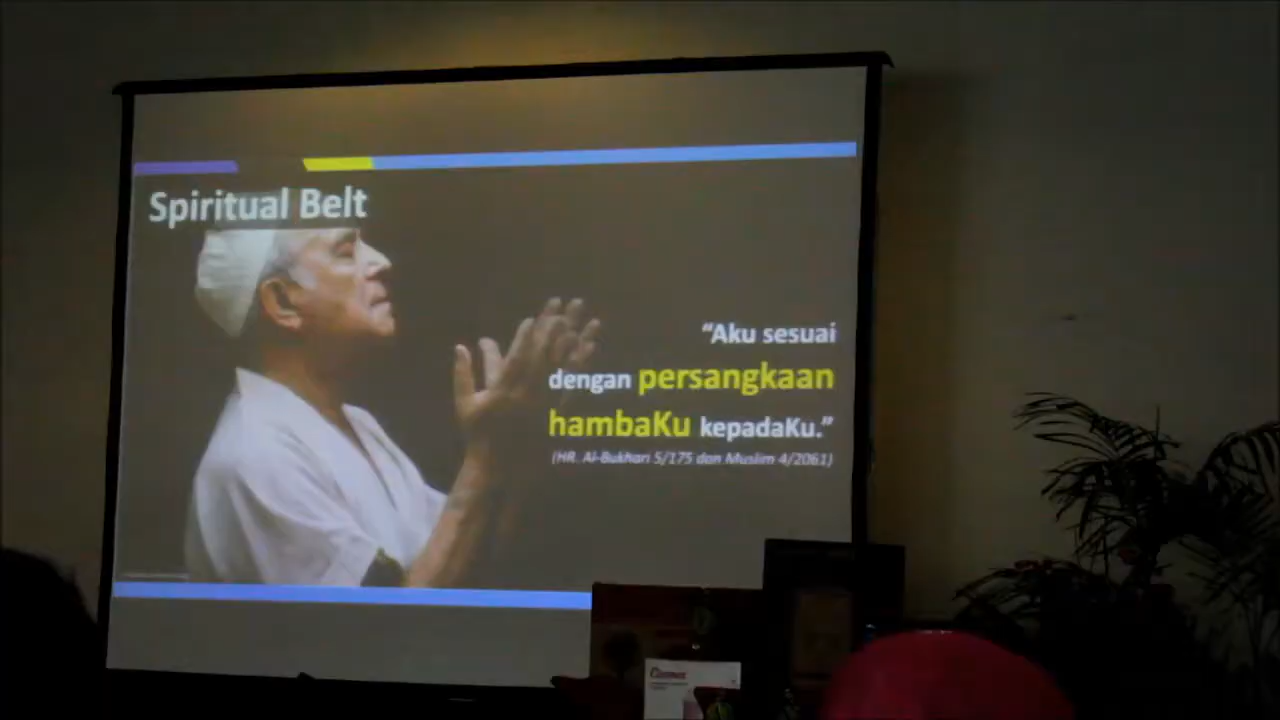 Spiritual Belt
“Aku sesuai
dengan persangkaan
hambaKu kepadaKu.”
(HR. Al-Bukhari 5/175 dan Muslim 4/2061)